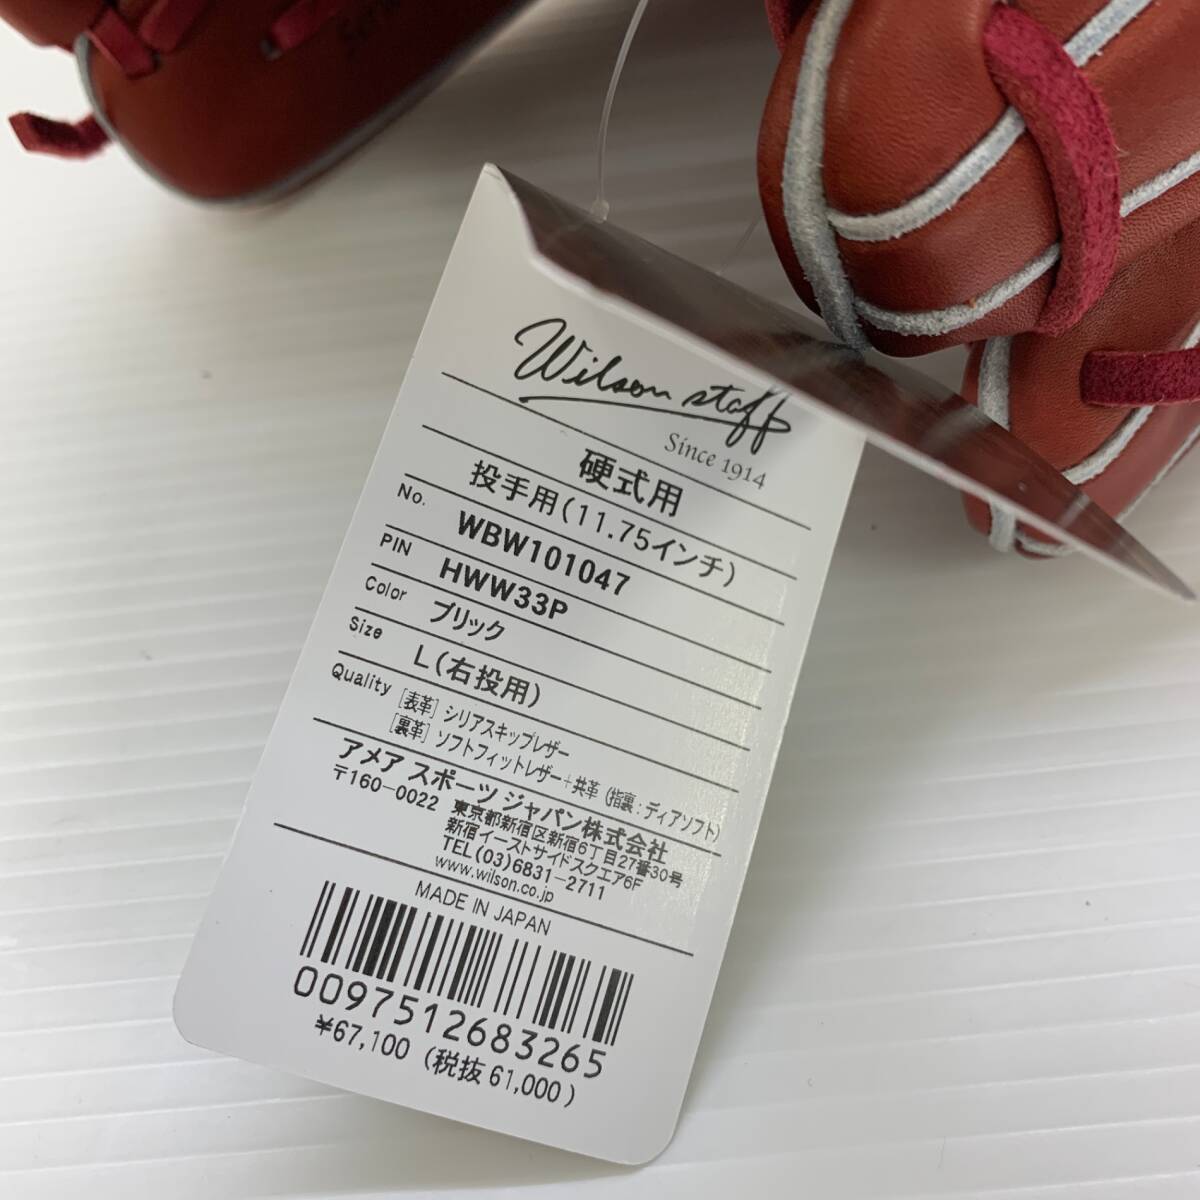 Wilson staff
Since 1914
硬式用
投手用(11.75インチ)
No. WBW101047
PIN HWW33P
Color ブリック
Size L(右投用)
Quality [表革] シリアスキップレザー
[裏革] ソフトフィットレザー+共革 (指裏:ディアソフト)
アメア スポーツ ジャパン株式会社
〒160-0022 東京都新宿区新宿6丁目27番30号
新宿イーストサイドスクエア6F
TEL(03)6831-2711
www.wilson.co.jp
MADE IN JAPAN
0097512683265
¥67,100 (税抜 61,000)